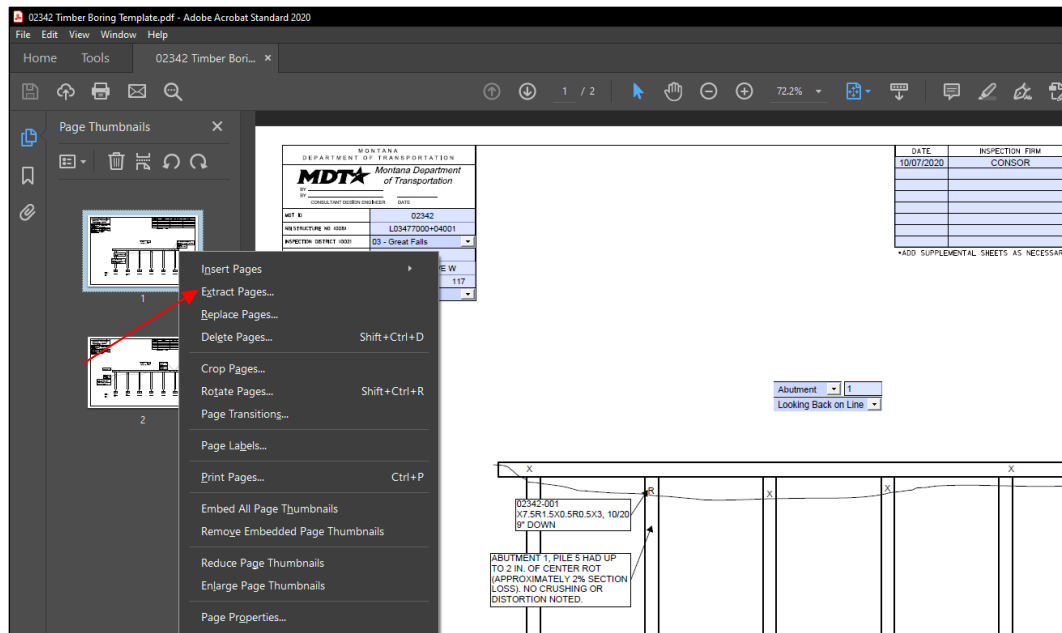 02342 Timber Boring Template.pdf - Adobe Acrobat Standard 2020
File Edit View Window Help
Home Tools 02342 Timber Bori... ×
1 / 2 72.2%
Page Thumbnails ×
1
2
Insert Pages
Extract Pages...
Replace Pages...
Delete Pages... Shift+Ctrl+D
Crop Pages...
Rotate Pages... Shift+Ctrl+R
Page Transitions...
Page Labels...
Print Pages... Ctrl+P
Embed All Page Thumbnails
Remove Embedded Page Thumbnails
Reduce Page Thumbnails
Enlarge Page Thumbnails
Page Properties...
MONTANA
DEPARTMENT OF TRANSPORTATION
MDT Montana Department
of Transportation
BY
BY
CONSULTANT DESIGN ENGINEER DATE
02342
L03477000+04001
INSPECTION DISTRICT 03 - Great Falls
E W
117
DATE INSPECTION FIRM
10/07/2020 CONSOR
*ADD SUPPLEMENTAL SHEETS AS NECESSAR
Abutment 1
Looking Back on Line
X X
R X X
02342-001
X7.5R1.5X0.5R0.5X3, 10/20
9" DOWN
ABUTMENT 1, PILE 5 HAD UP
TO 2 IN. OF CENTER ROT
(APPROXIMATELY 2% SECTION
LOSS). NO CRUSHING OR
DISTORTION NOTED.